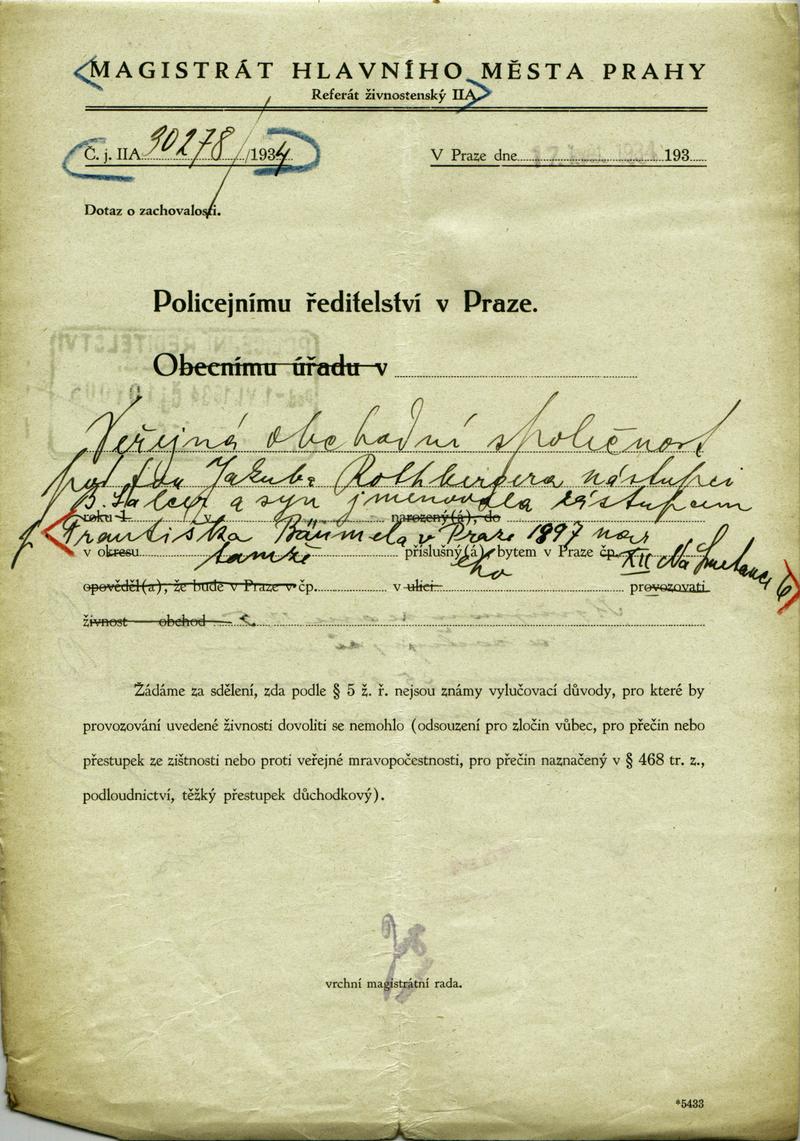 MAGISTRÁT HLAVNÍHO MĚSTA PRAHY
Referát živnostenský IIA
Č. j. IIA 30278/1934
V Praze dne 193
Dotaz o zachovalosti.
Policejnímu ředitelství v Praze.
Obecnímu úřadu v
Veřejná obchodní společnost
pod fou Jakuba Rothbergera nástupci
B. a syn jmenovala zástupcem
roku 1 v narozený(á), do
p Františka Bäumela v Praze 1897 nar
v okresu tamže příslušný(á) ého bytem v Praze čp. XII Na Smetance 6
opověděl(a), že bude v Praze v čp. v ulici provozovati
živnost — obchod
Žádáme za sdělení, zda podle § 5 ž. ř. nejsou známy vylučovací důvody, pro které by
provozování uvedené živnosti dovoliti se nemohlo (odsouzení pro zločin vůbec, pro přečin nebo
přestupek ze zištnosti nebo proti veřejné mravopočestnosti, pro přečin naznačený v § 468 tr. z.,
podloudnictví, těžký přestupek důchodkový).
vrchní magistrátní rada.
*5433